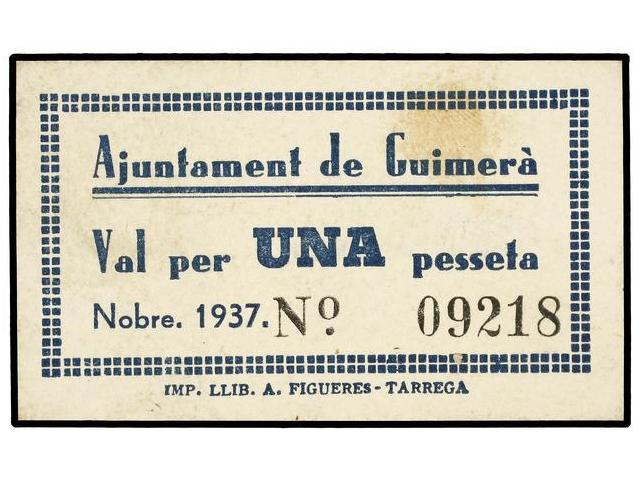 Ajuntament de Guimerà
Val per UNA pesseta
Nobre. 1937. Nº 09218
IMP. LLIB. A. FIGUERES - TARREGA